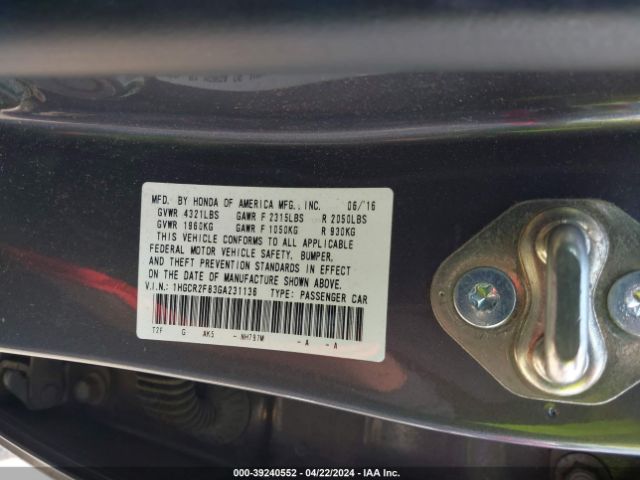 MFD. BY HONDA OF AMERICA MFG., INC. 06/'16
GVWR 4321LBS GAWR F 2315LBS R 2050LBS
GVWR 1960KG GAWR F 1050KG R 930KG
THIS VEHICLE CONFORMS TO ALL APPLICABLE
FEDERAL MOTOR VEHICLE SAFETY, BUMPER,
AND THEFT PREVENTION STANDARDS IN EFFECT
ON THE DATE OF MANUFACTURE SHOWN ABOVE.
V.I.N.: 1HGCR2F83GA231136 TYPE: PASSENGER CAR
T2F G AK5 - NH797M - A - A
000-39240552 - 04/22/2024 - IAA Inc.